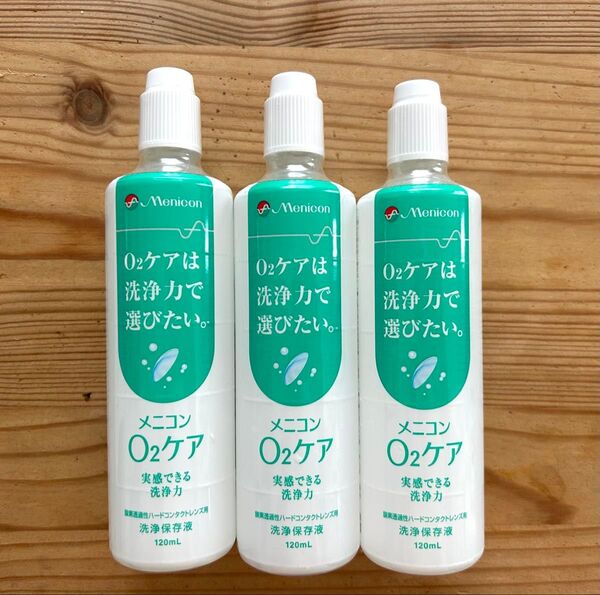 Menicon
O2ケアは
洗浄力で
選びたい。
メニコン
O2ケア
実感できる
洗浄力
酸素透過性ハードコンタクトレンズ用
洗浄保存液
120mL
Menicon
O2ケアは
洗浄力で
選びたい。
メニコン
O2ケア
実感できる
洗浄力
酸素透過性ハードコンタクトレンズ用
洗浄保存液
120mL
Menicon
O2ケアは
洗浄力で
選びたい。
メニコン
O2ケア
実感できる
洗浄力
酸素透過性ハードコンタクトレンズ用
洗浄保存液
120mL